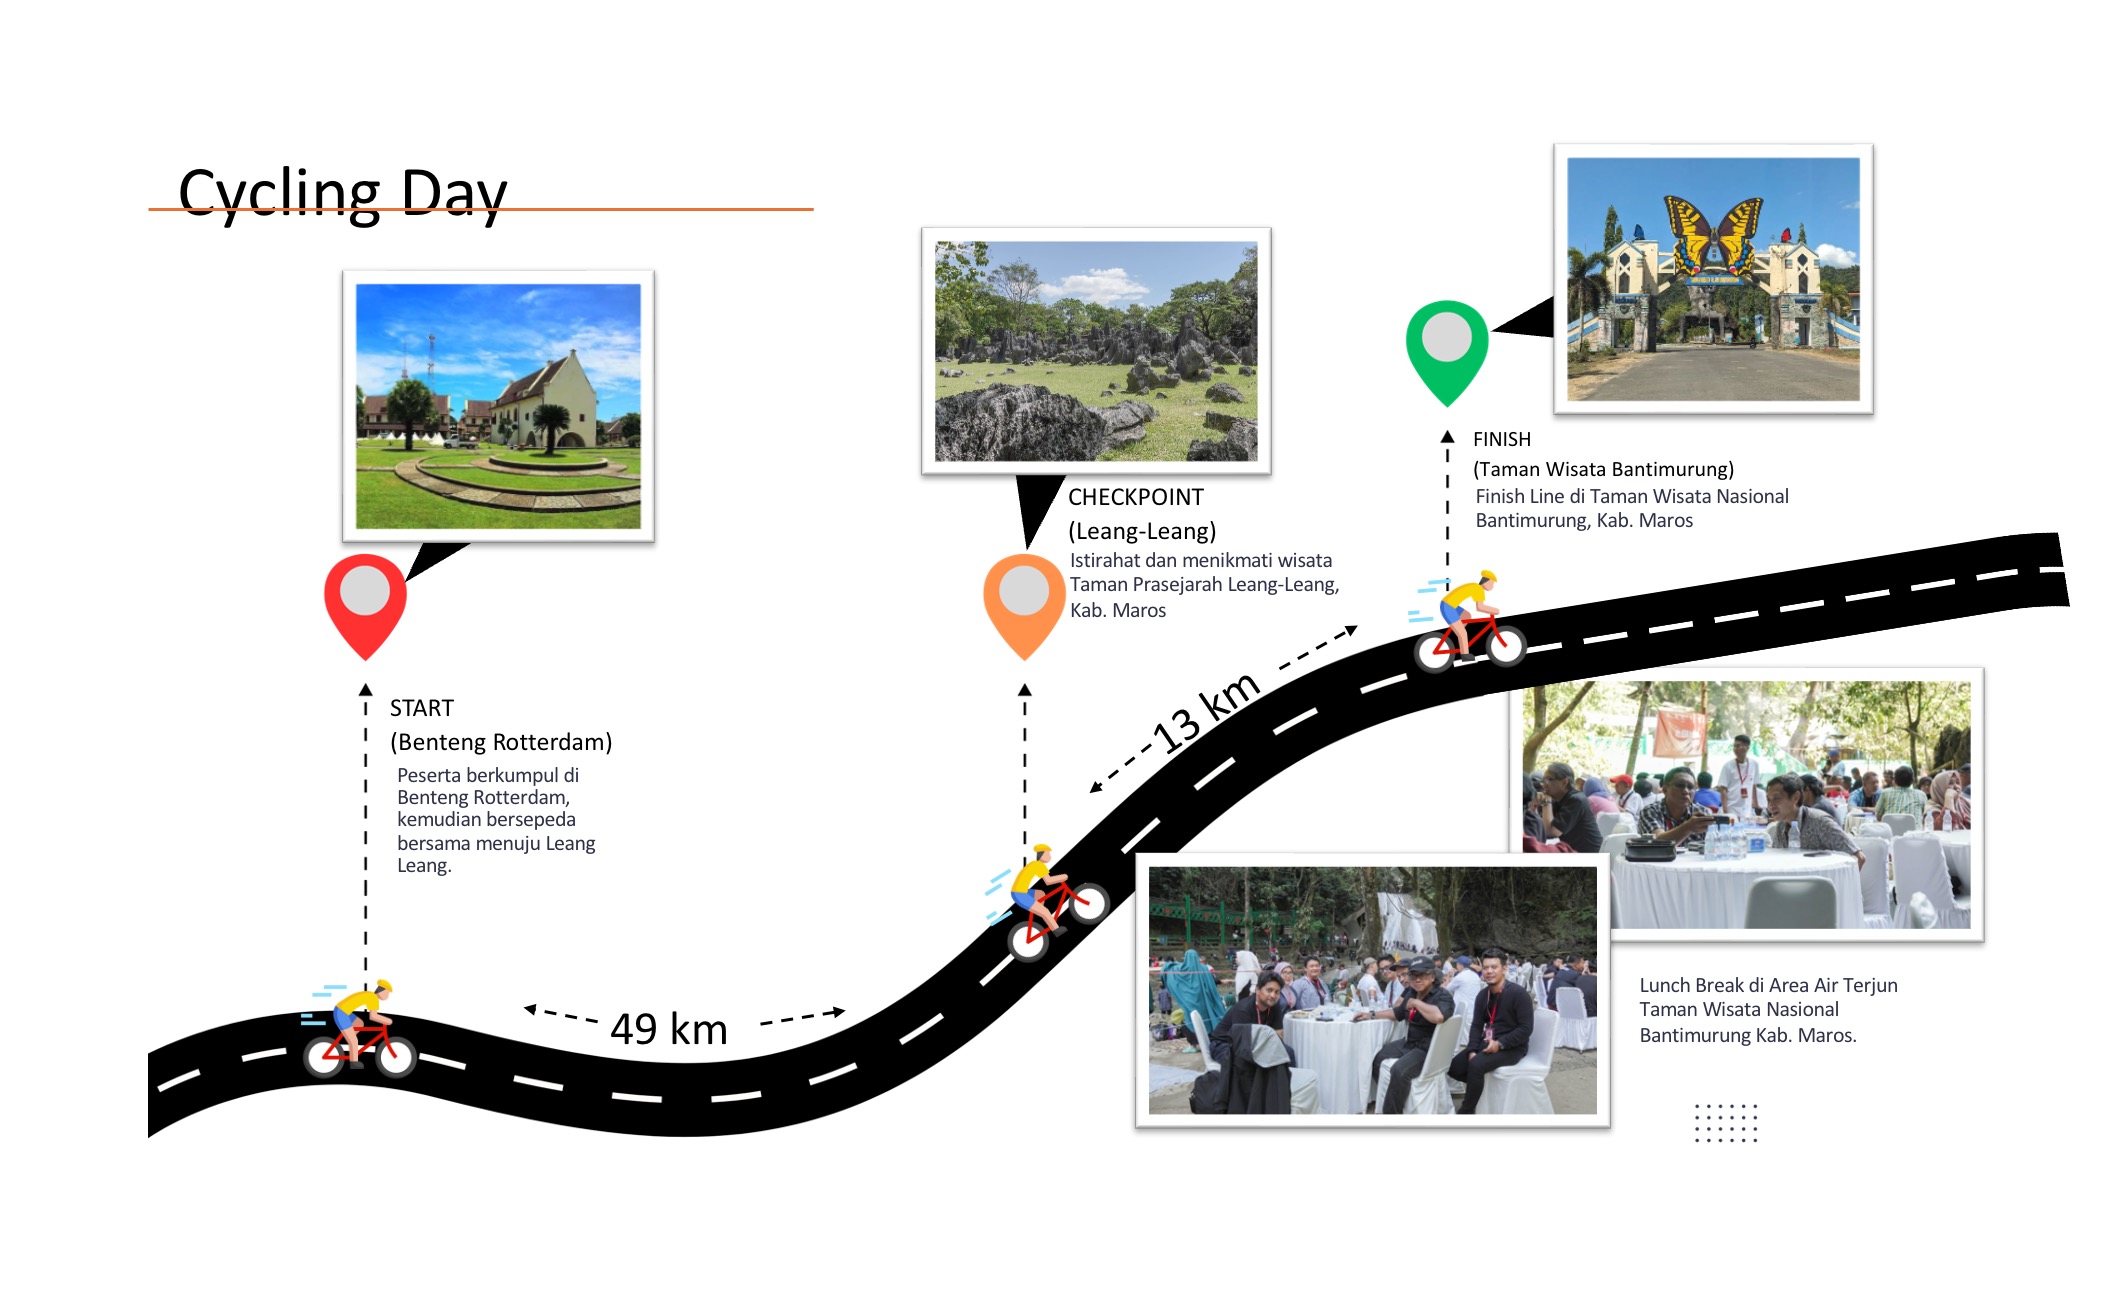 Cycling Day
START
(Benteng Rotterdam)
Peserta berkumpul di
Benteng Rotterdam,
kemudian bersepeda
bersama menuju Leang
Leang.
49 km
CHECKPOINT
(Leang-Leang)
Istirahat dan menikmati wisata
Taman Prasejarah Leang-Leang,
Kab. Maros
13 km
FINISH
(Taman Wisata Bantimurung)
Finish Line di Taman Wisata Nasional
Bantimurung, Kab. Maros
Lunch Break di Area Air Terjun
Taman Wisata Nasional
Bantimurung Kab. Maros.